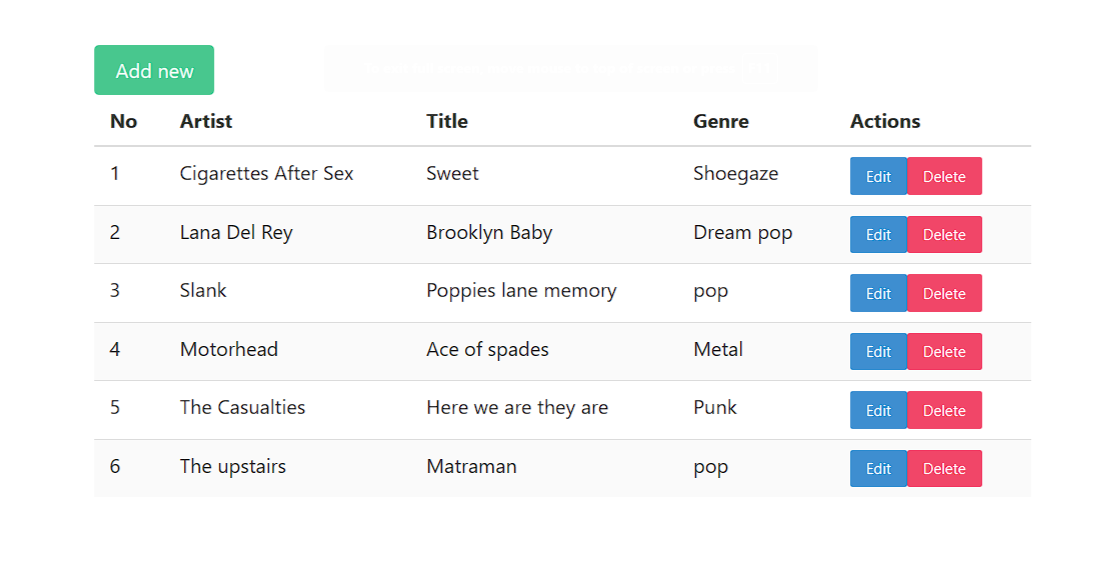 Add new
No Artist Title Genre Actions
1 Cigarettes After Sex Sweet Shoegaze Edit Delete
2 Lana Del Rey Brooklyn Baby Dream pop Edit Delete
3 Slank Poppies lane memory pop Edit Delete
4 Motorhead Ace of spades Metal Edit Delete
5 The Casualties Here we are they are Punk Edit Delete
6 The upstairs Matraman pop Edit Delete